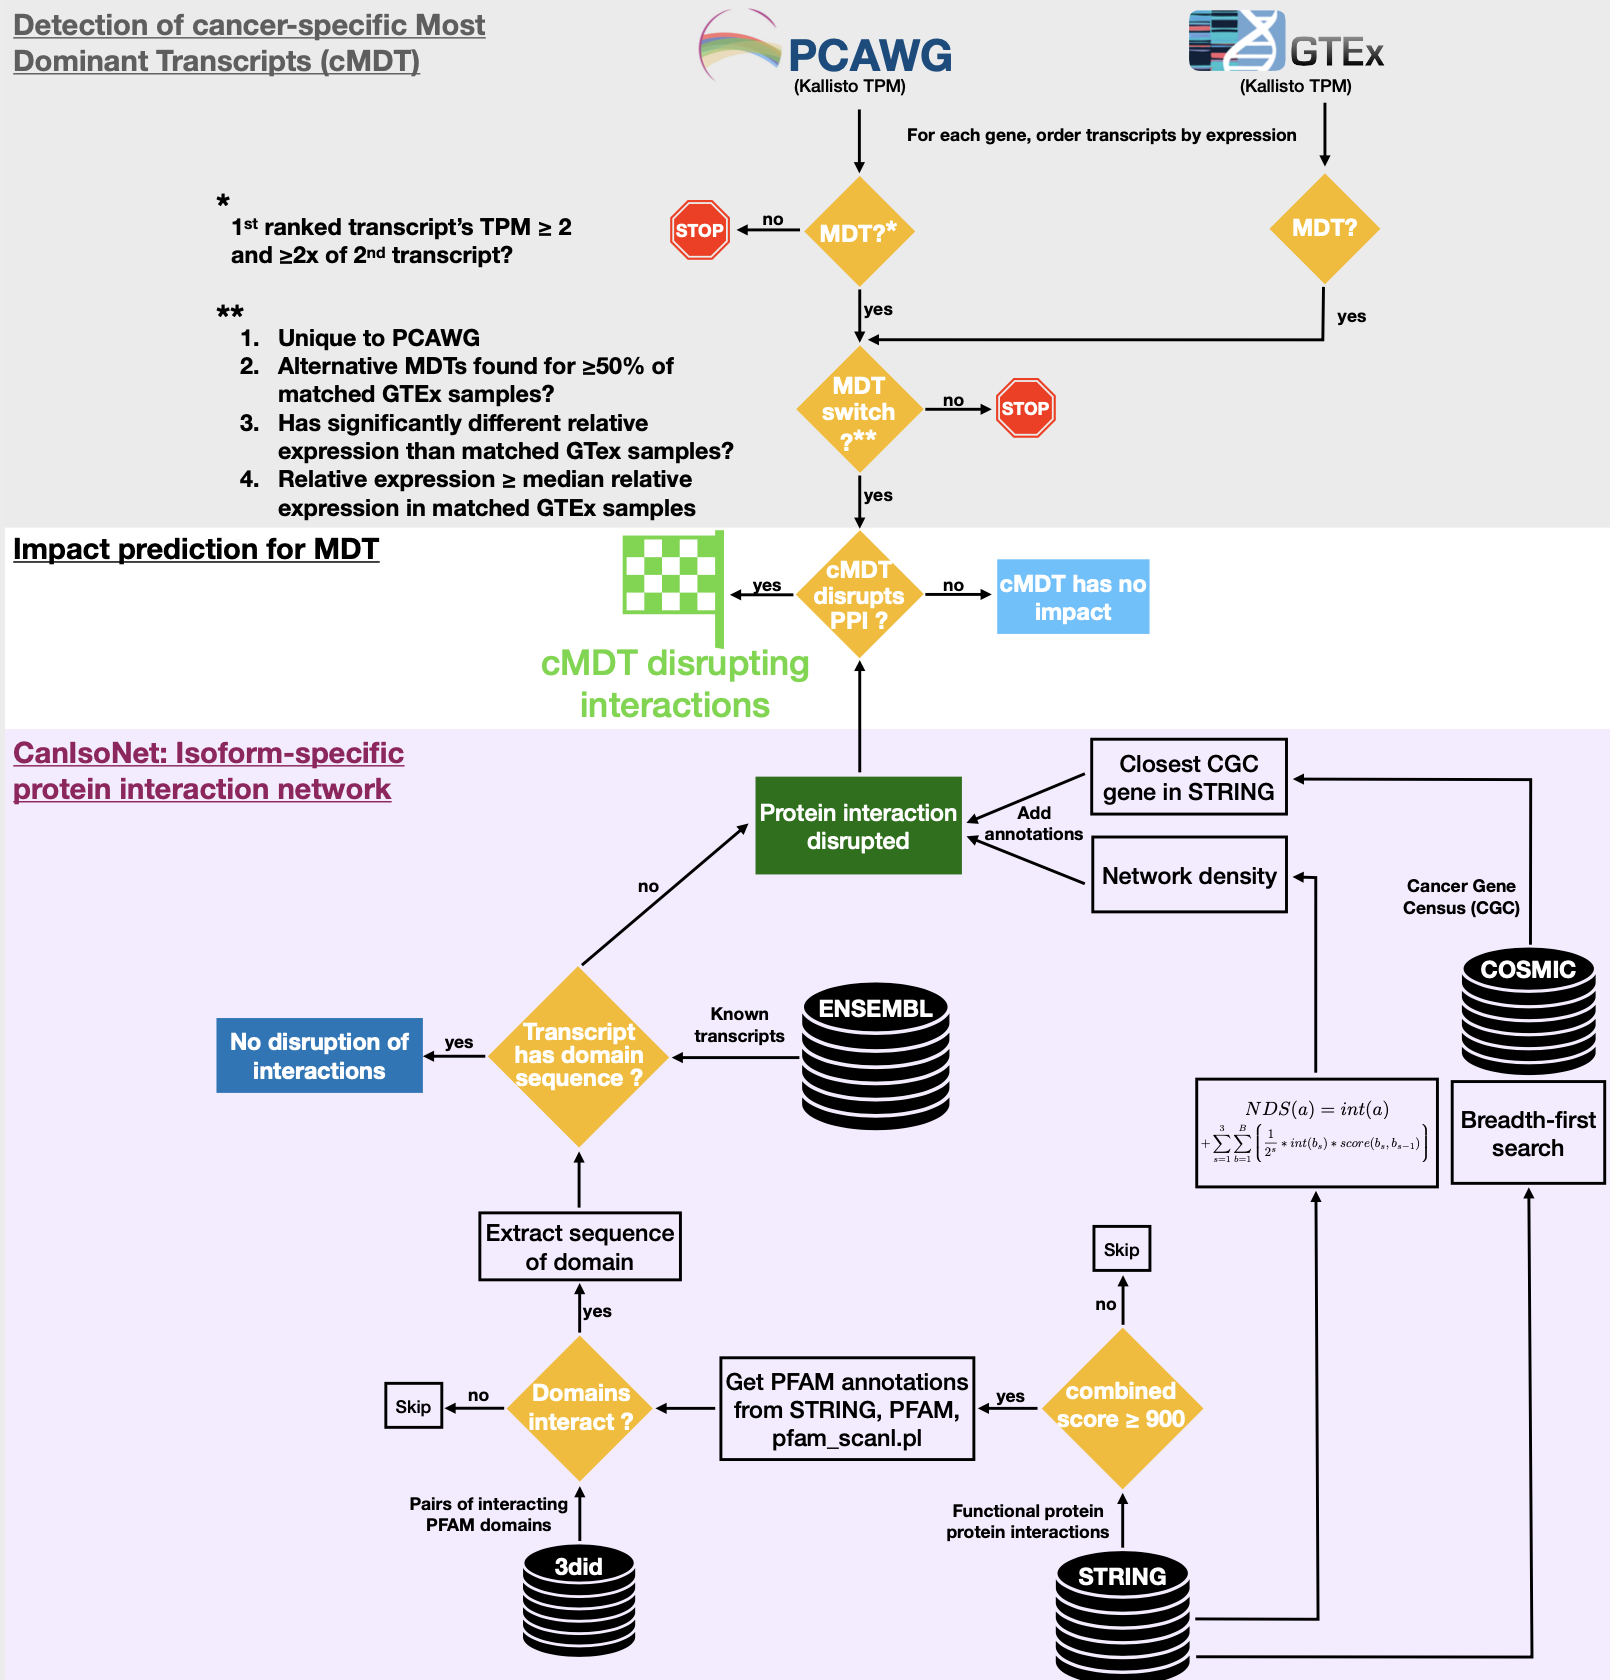 Detection of cancer-specific Most
Dominant Transcripts (cMDT)
PCAWG
(Kallisto TPM)
GTEx
(Kallisto TPM)
For each gene, order transcripts by expression
*
1st ranked transcript's TPM ≥ 2
and ≥2x of 2nd transcript?
STOP
no
MDT?*
MDT?
yes
yes
**
1. Unique to PCAWG
2. Alternative MDTs found for ≥50% of
matched GTEx samples?
3. Has significantly different relative
expression than matched GTex samples?
4. Relative expression ≥ median relative
expression in matched GTEx samples
MDT
switch
?**
no
STOP
yes
Impact prediction for MDT
yes
cMDT
disrupts
PPI ?
no
cMDT has no
impact
cMDT disrupting
interactions
CanIsoNet: Isoform-specific
protein interaction network
Protein interaction
disrupted
Closest CGC
gene in STRING
Add
annotations
Network density
Cancer Gene
Census (CGC)
COSMIC
no
No disruption of
interactions
yes
Transcript
has domain
sequence ?
Known
transcripts
ENSEMBL
NDS(a) = int(a)
+ \sum_{s=1}^{3} \sum_{b=1}^{B} ( \frac{1}{2^s} * int(b_s) * score(b_s, b_{s-1}) )
Breadth-first
search
Extract sequence
of domain
Skip
no
yes
Skip
no
Domains
interact ?
Get PFAM annotations
from STRING, PFAM,
pfam_scanl.pl
yes
combined
score ≥ 900
Pairs of interacting
PFAM domains
Functional protein
protein interactions
3did
STRING